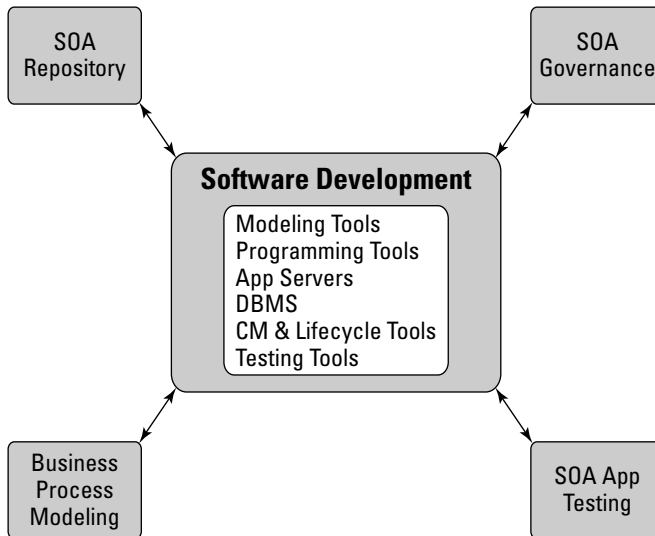 SOA
Repository
SOA
Governance
Software Development
Modeling Tools
Programming Tools
App Servers
DBMS
CM & Lifecycle Tools
Testing Tools
Business
Process
Modeling
SOA App
Testing